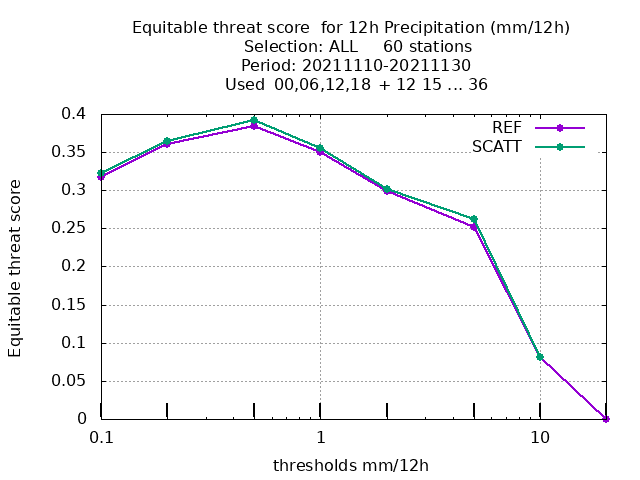 Equitable threat score  for 12h Precipitation (mm/12h)
Selection: ALL     60 stations
Period: 20211110-20211130
Used  00,06,12,18  + 12 15 ... 36
REF
SCATT
0.4
0.35
0.3
0.25
0.2
0.15
0.1
0.05
0
Equitable threat score
0.1 1 10
thresholds mm/12h